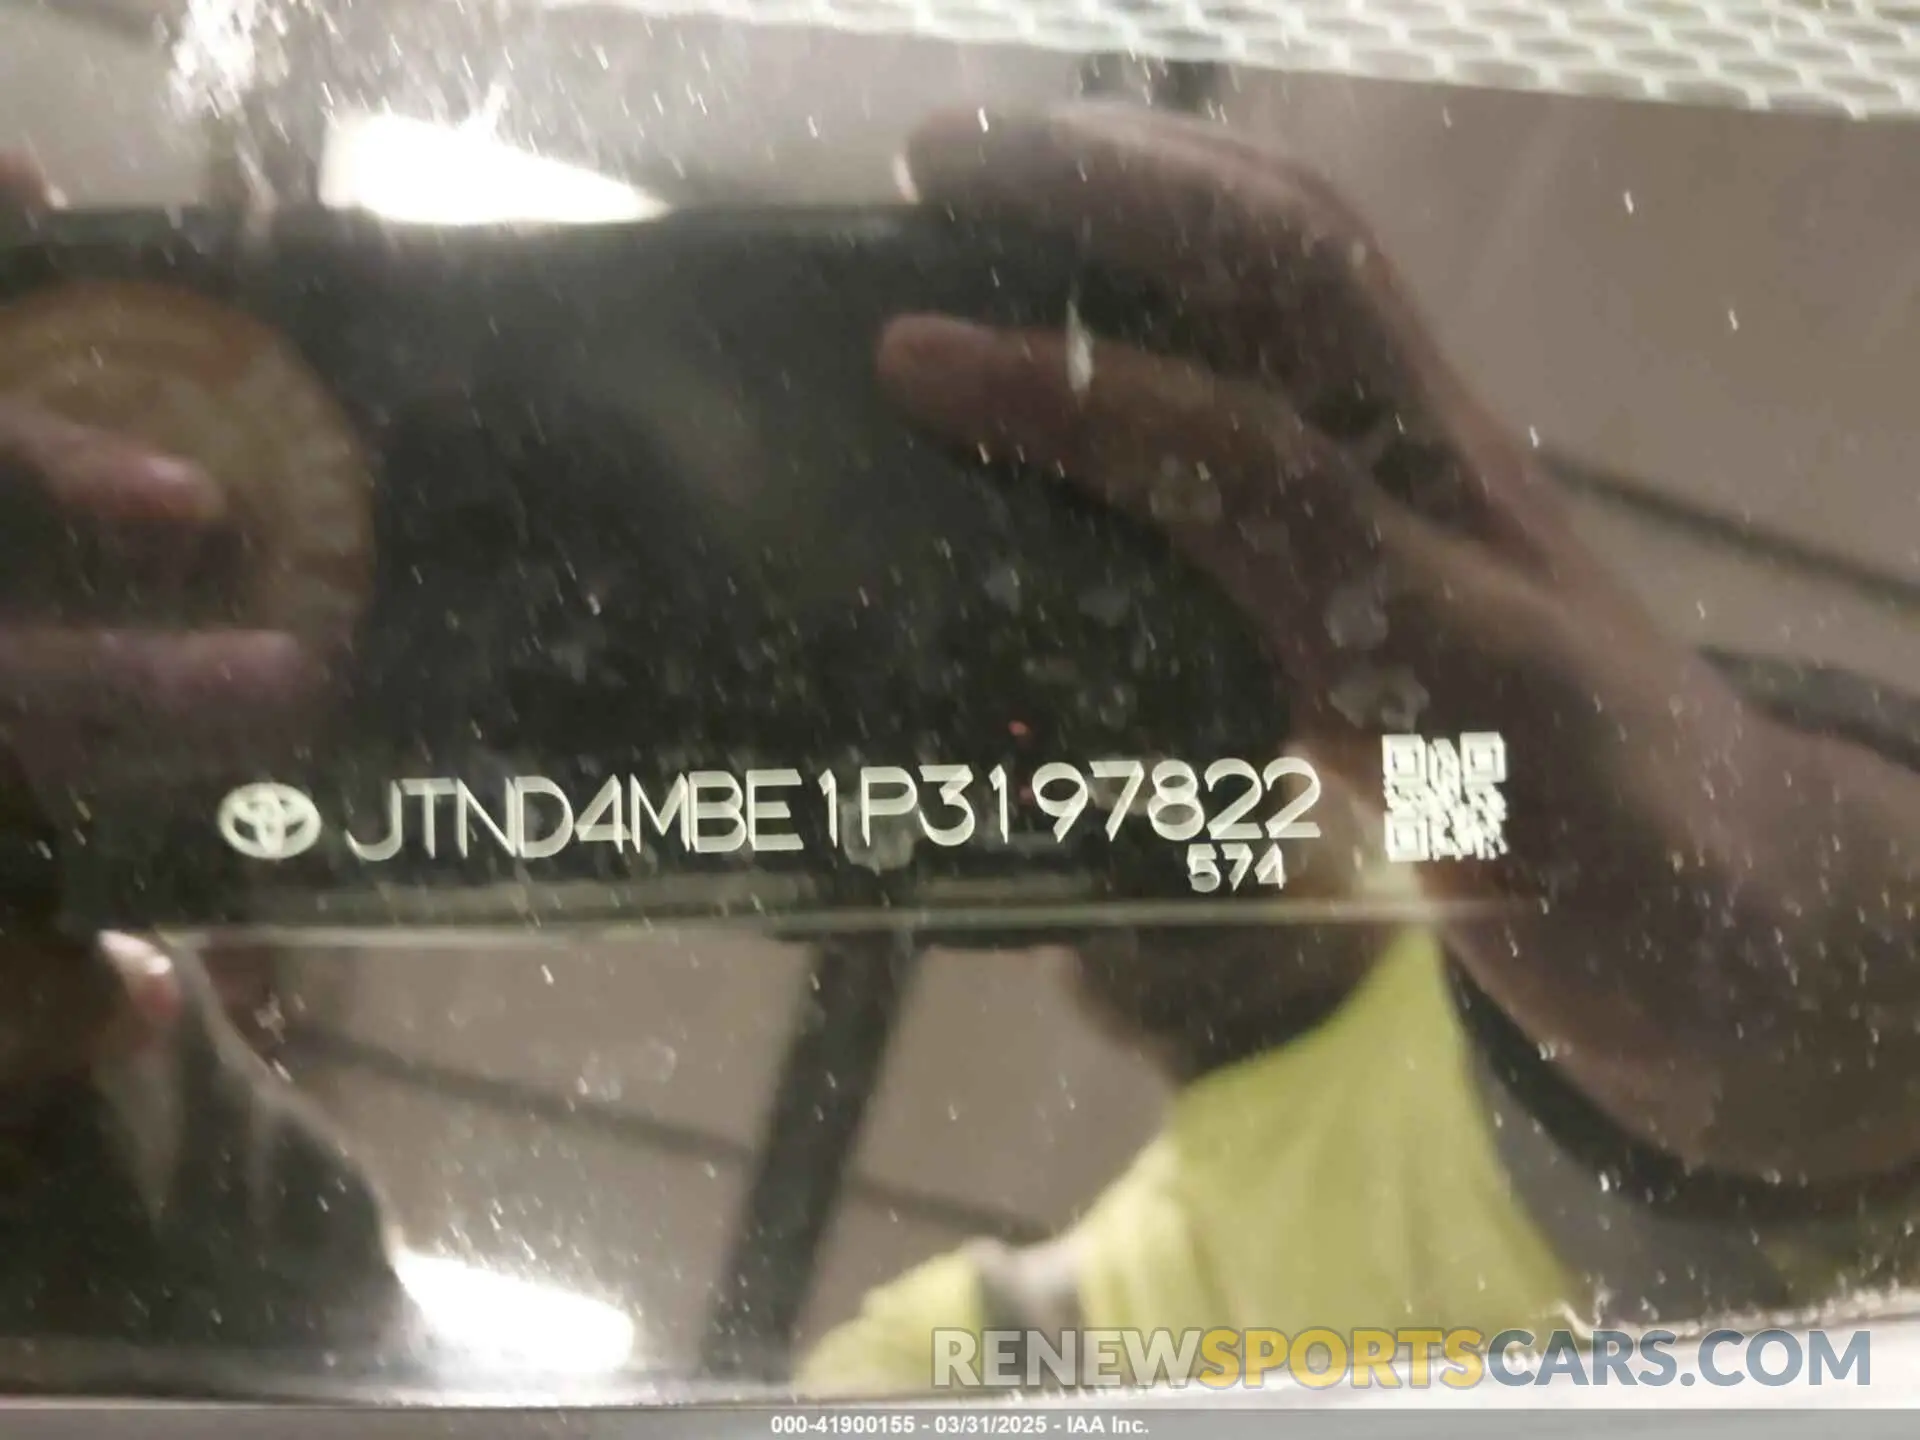 JTND4MBE1P3197822
574
RENEWSPORTSCARS.COM
000-41900155 - 03/31/2025 - IAA Inc.